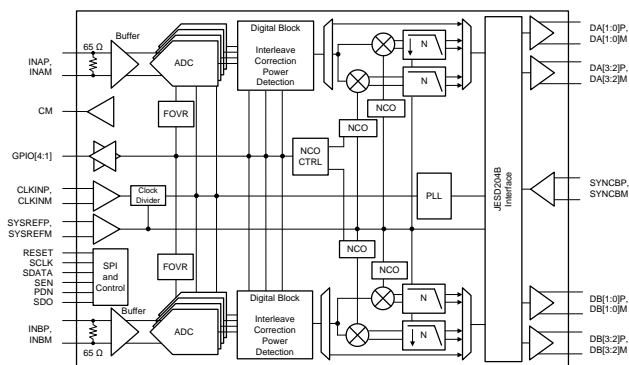 65 Ω
Buffer
INAP,
INAM
ADC
Digital Block
Interleave
Correction
Power
Detection
N
N
DA[1:0]P,
DA[1:0]M
DA[3:2]P,
DA[3:2]M
CM
FOVR
NCO
NCO
GPIO[4:1]
NCO
CTRL
CLKINP,
CLKINM
Clock
Divider
PLL
JESD204B
Interface
SYNCBP,
SYNCBM
SYSREFP,
SYSREFM
RESET
SCLK
SDATA
SEN
PDN
SDO
SPI
and
Control
FOVR
NCO
NCO
Buffer
INBP,
INBM
65 Ω
ADC
Digital Block
Interleave
Correction
Power
Detection
N
N
DB[1:0]P,
DB[1:0]M
DB[3:2]P,
DB[3:2]M